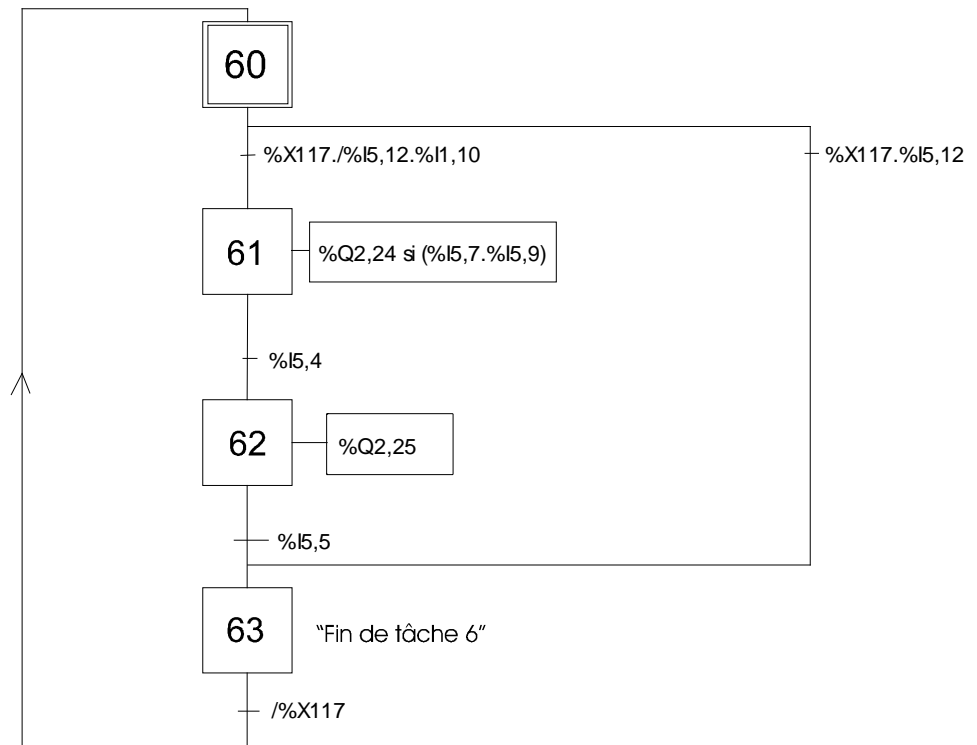 60
%X117./%I5,12.%I1,10
%X117.%I5,12
61
%Q2,24 si (%I5,7.%I5,9)
%I5,4
62
%Q2,25
%I5,5
63
"Fin de tâche 6"
/%X117